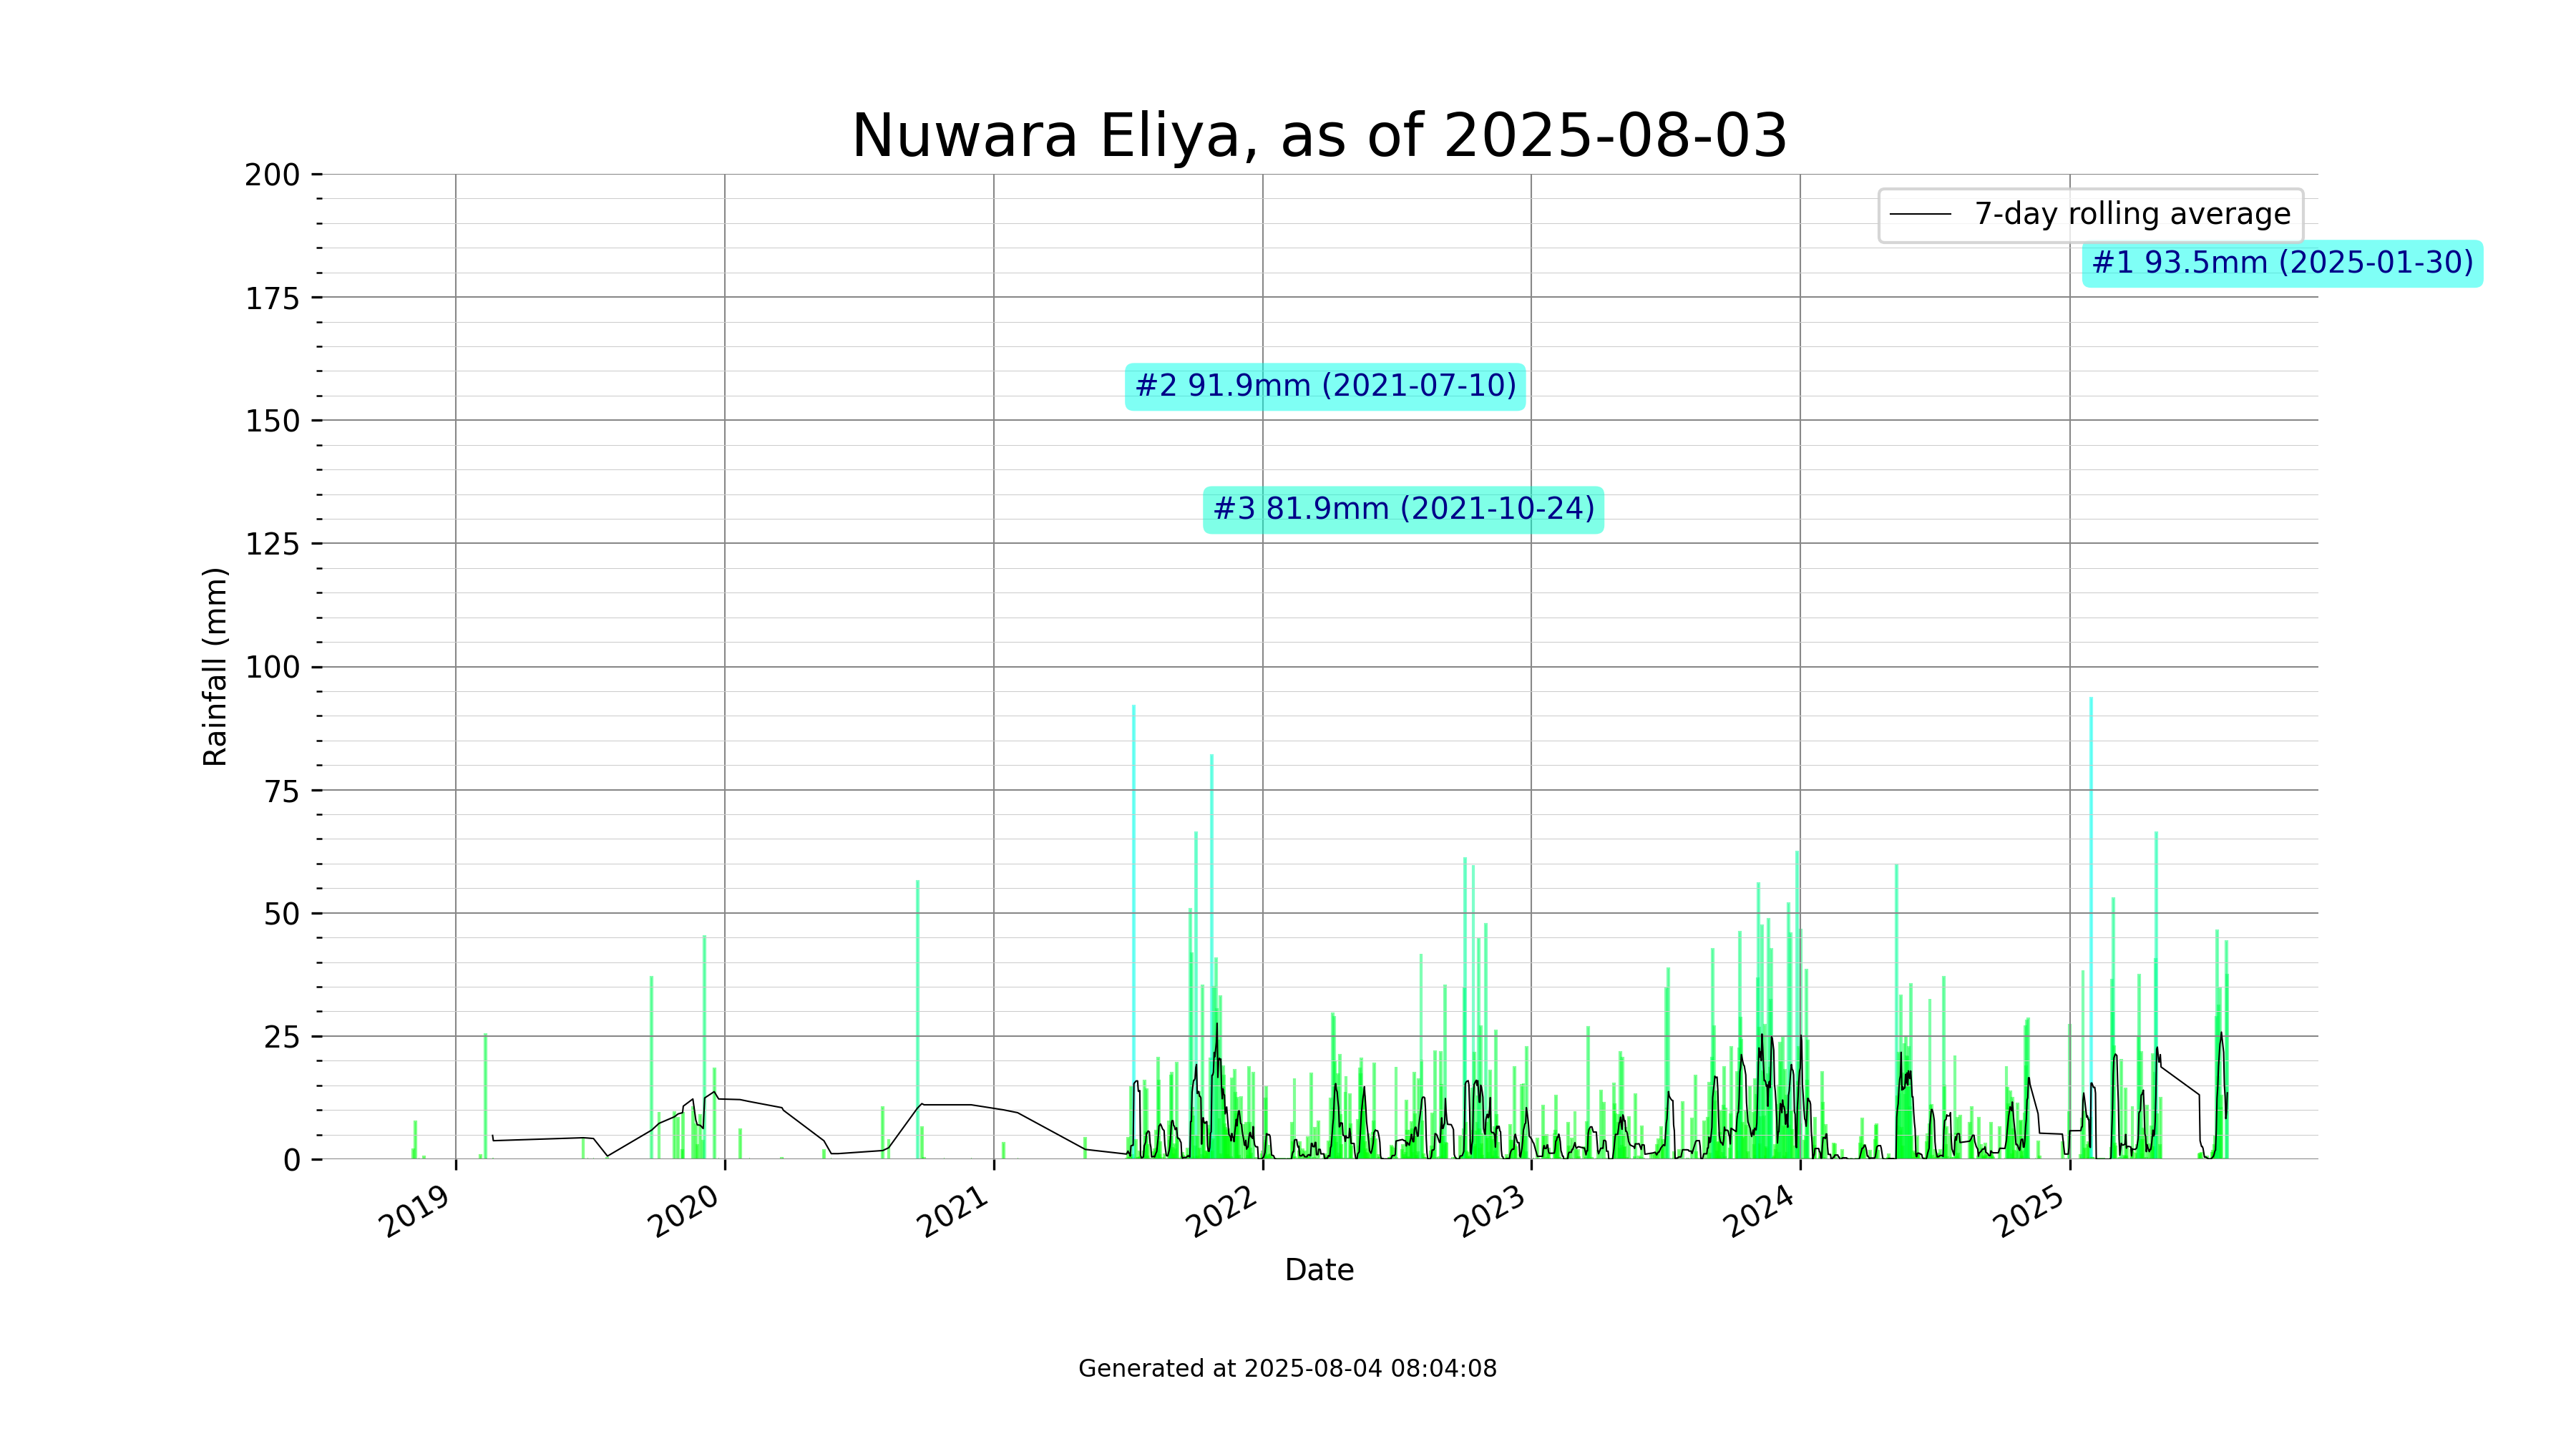 Nuwara Eliya, as of 2025-08-03
200
175
150
125
100
75
50
25
0
Rainfall (mm)
7-day rolling average
#1 93.5mm (2025-01-30)
#2 91.9mm (2021-07-10)
#3 81.9mm (2021-10-24)
2019
2020
2021
2022
2023
2024
2025
Date
Generated at 2025-08-04 08:04:08